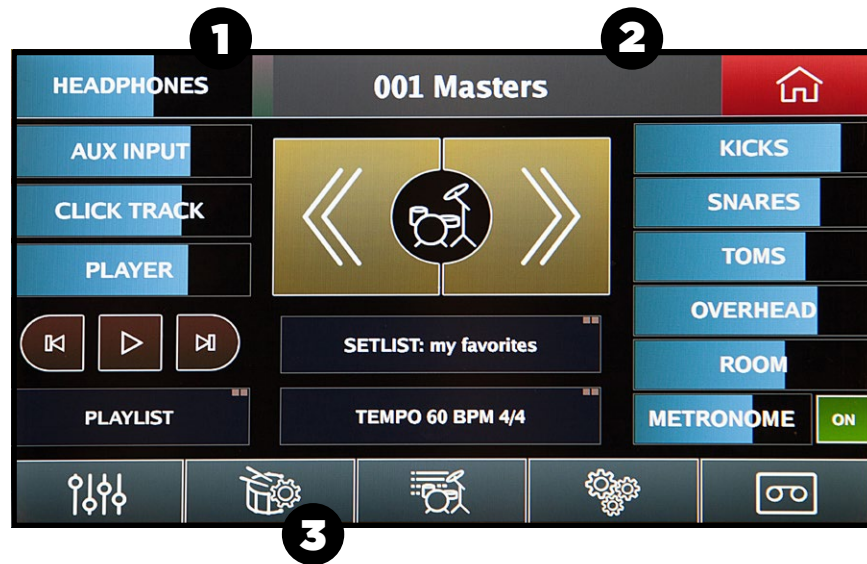 1
2
HEADPHONES
001 Masters
AUX INPUT
KICKS
CLICK TRACK
SNARES
PLAYER
TOMS
OVERHEAD
SETLIST: my favorites
ROOM
PLAYLIST
TEMPO 60 BPM 4/4
METRONOME
ON
3